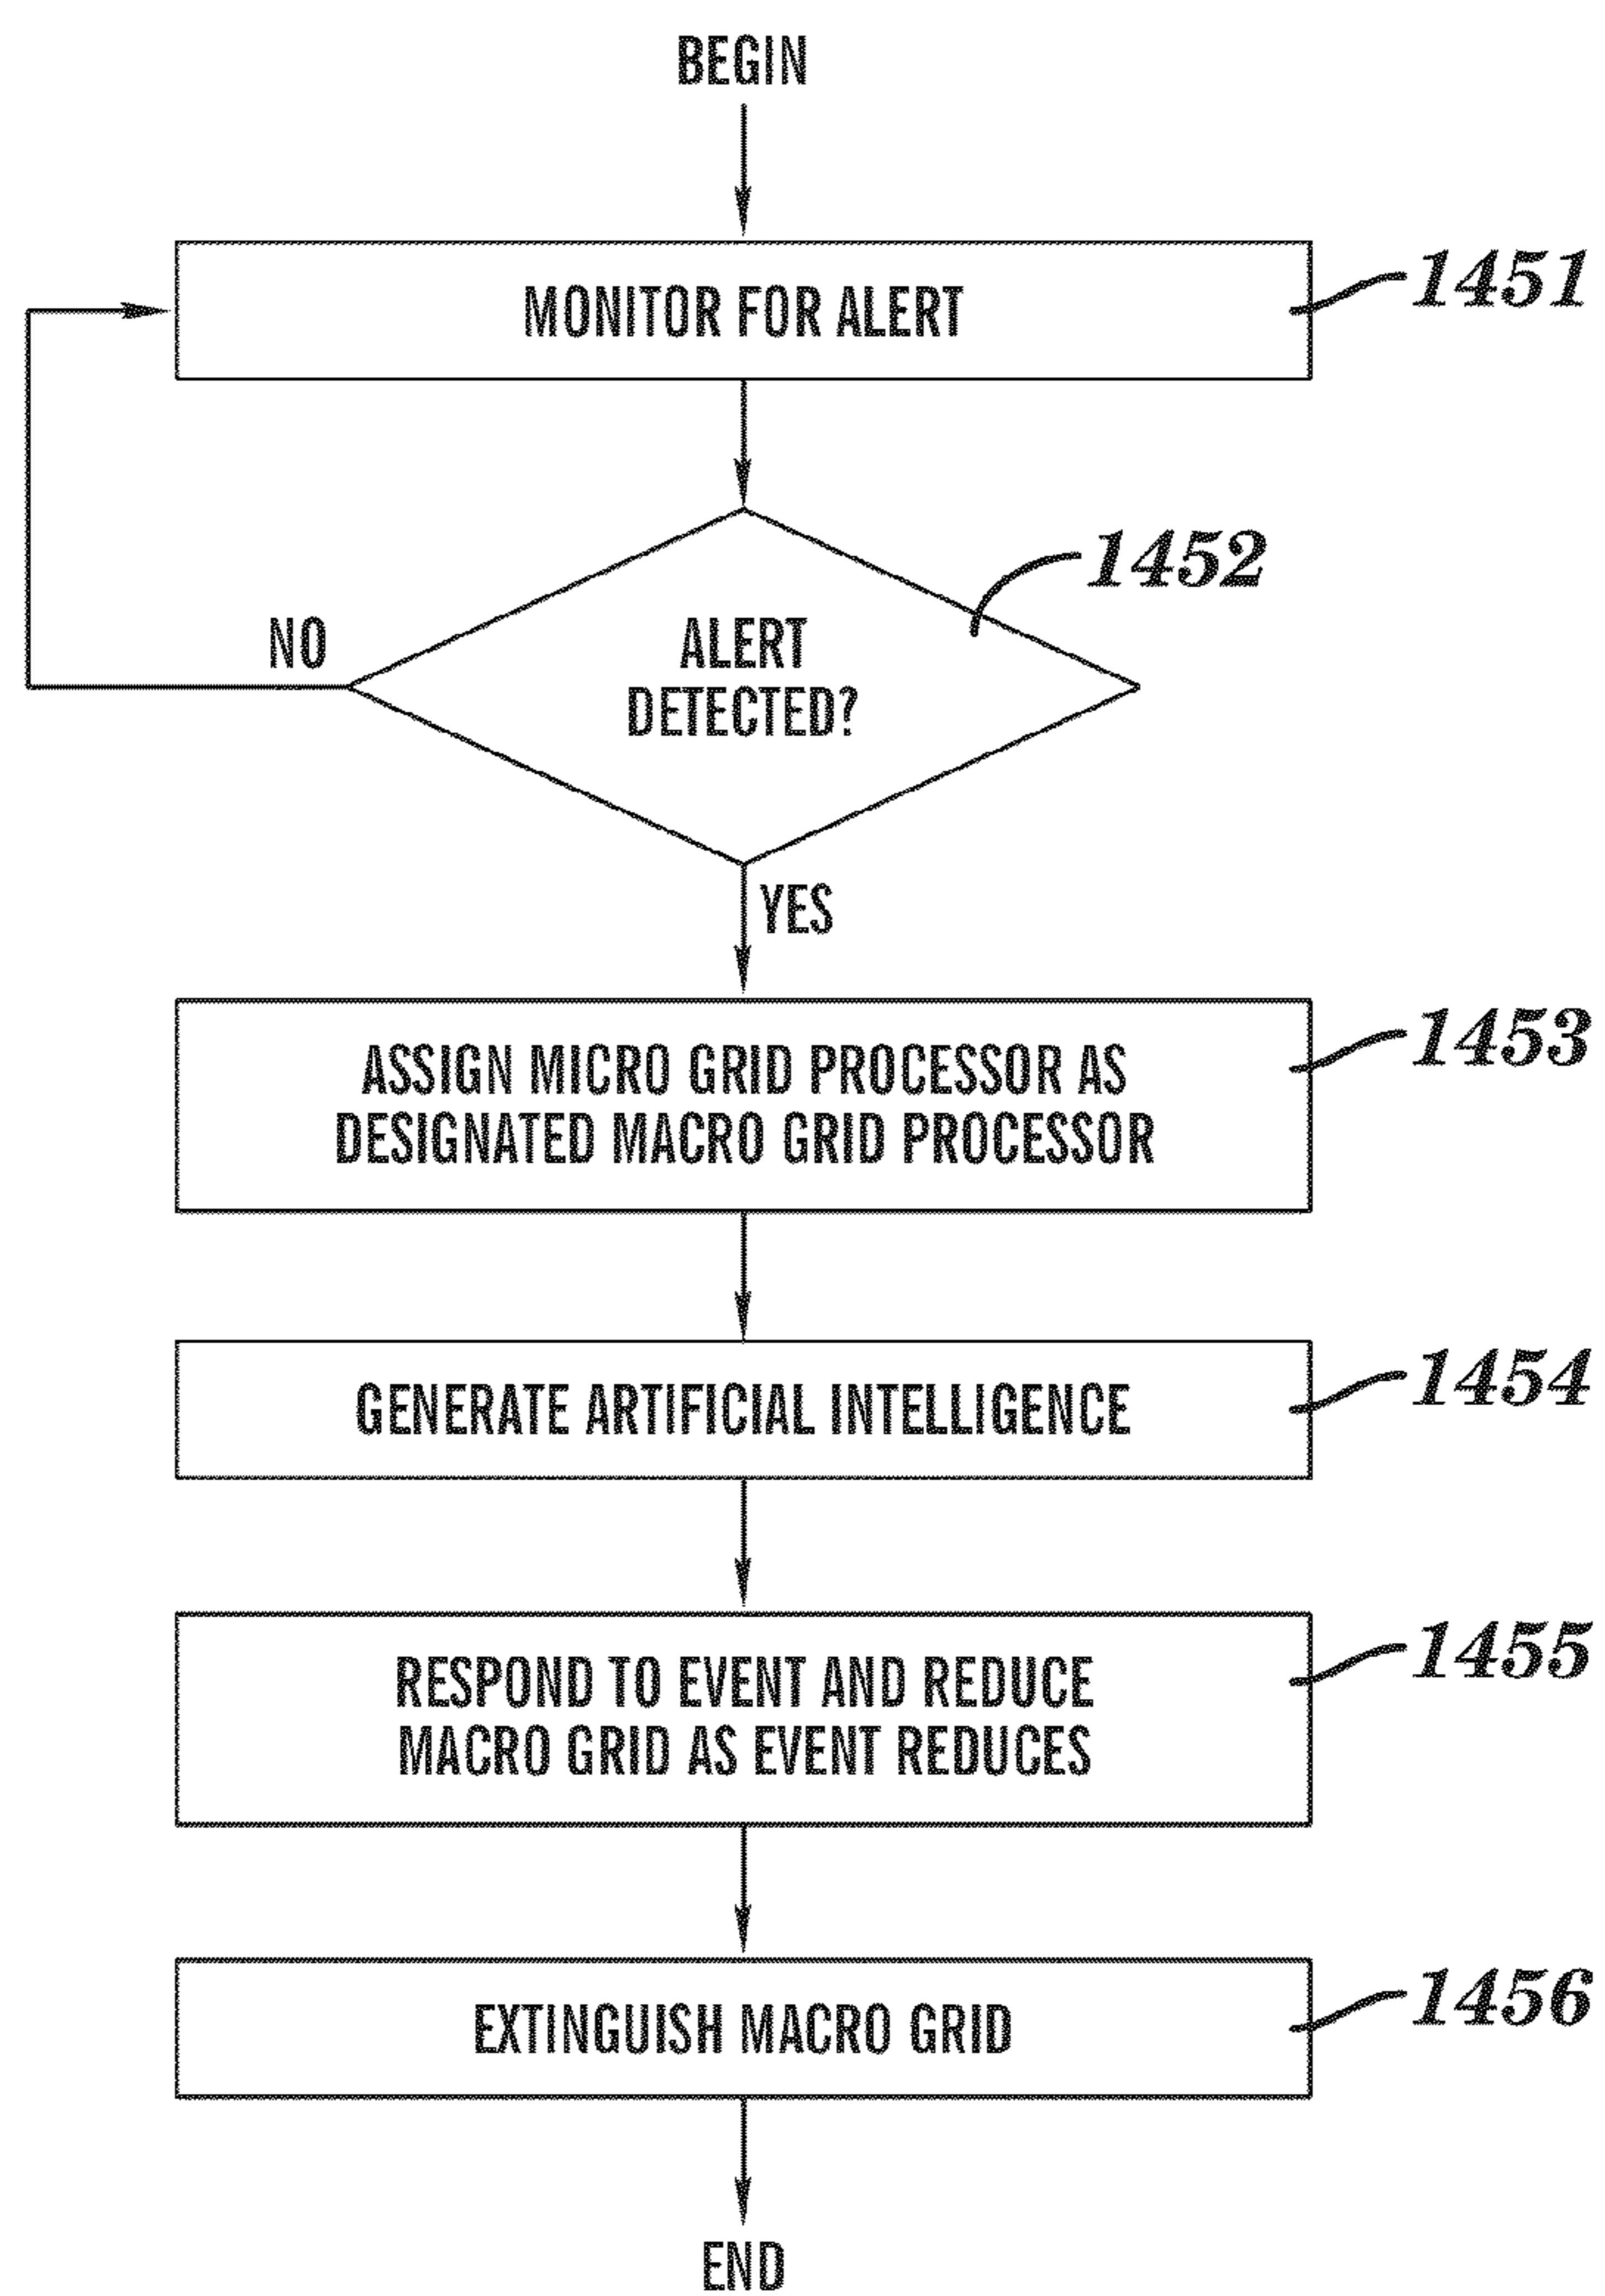 BEGIN
MONITOR FOR ALERT
1451
ALERT
DETECTED?
1452
NO
YES
ASSIGN MICRO GRID PROCESSOR AS
DESIGNATED MACRO GRID PROCESSOR
1453
GENERATE ARTIFICIAL INTELLIGENCE
1454
RESPOND TO EVENT AND REDUCE
MACRO GRID AS EVENT REDUCES
1455
EXTINGUISH MACRO GRID
1456
END